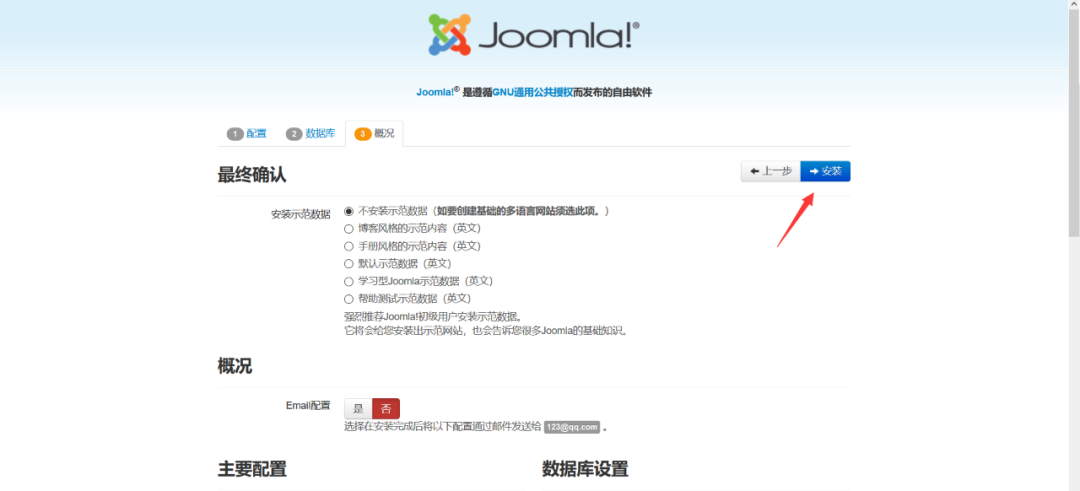 Joomla!®
Joomla!® 是遵循GNU通用公共授权而发布的自由软件
1 配置 2 数据库 3 概况
最终确认
上一步 安装
安装示范数据
不安装示范数据（如要创建基础的多语言网站须选此项。）
博客风格的示范内容（英文）
手册风格的示范内容（英文）
默认示范数据（英文）
学习型Joomla示范数据（英文）
帮助测试示范数据（英文）
强烈推荐Joomla!初级用户安装示范数据。
它将会给您安装出示范网站，也会告诉您很多Joomla的基础知识。
概况
Email配置 是 否
选择在安装完成后将以下配置通过邮件发送给 123@qq.com 。
主要配置 数据库设置